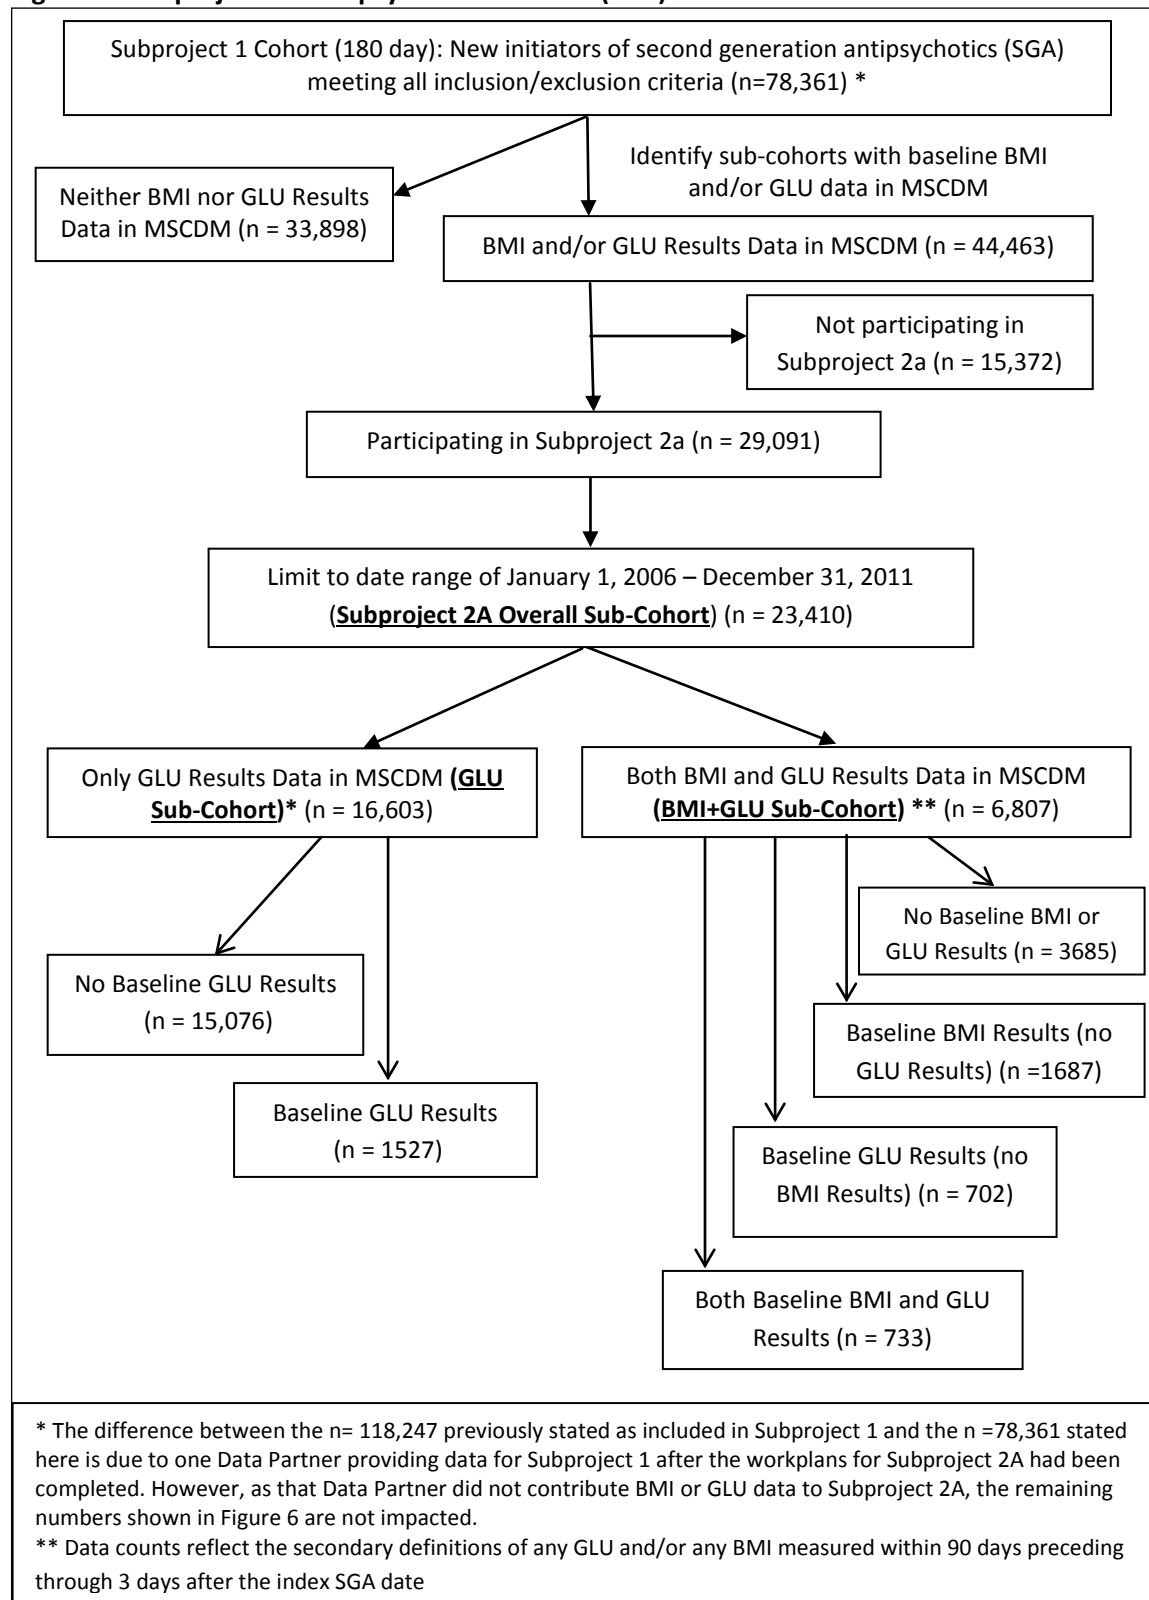 Subproject 1 Cohort (180 day): New initiators of second generation antipsychotics (SGA)
meeting all inclusion/exclusion criteria (n=78,361) *
Identify sub-cohorts with baseline BMI
and/or GLU data in MSCDM
Neither BMI nor GLU Results
Data in MSCDM (n = 33,898)
BMI and/or GLU Results Data in MSCDM (n = 44,463)
Not participating in
Subproject 2a (n = 15,372)
Participating in Subproject 2a (n = 29,091)
Limit to date range of January 1, 2006 – December 31, 2011
(Subproject 2A Overall Sub-Cohort) (n = 23,410)
Only GLU Results Data in MSCDM (GLU
Sub-Cohort)* (n = 16,603)
Both BMI and GLU Results Data in MSCDM
(BMI+GLU Sub-Cohort) ** (n = 6,807)
No Baseline BMI or
GLU Results (n = 3685)
No Baseline GLU Results
(n = 15,076)
Baseline BMI Results (no
GLU Results) (n =1687)
Baseline GLU Results
(n = 1527)
Baseline GLU Results (no
BMI Results) (n = 702)
Both Baseline BMI and GLU
Results (n = 733)
* The difference between the n= 118,247 previously stated as included in Subproject 1 and the n =78,361 stated
here is due to one Data Partner providing data for Subproject 1 after the workplans for Subproject 2A had been
completed. However, as that Data Partner did not contribute BMI or GLU data to Subproject 2A, the remaining
numbers shown in Figure 6 are not impacted.
** Data counts reflect the secondary definitions of any GLU and/or any BMI measured within 90 days preceding
through 3 days after the index SGA date